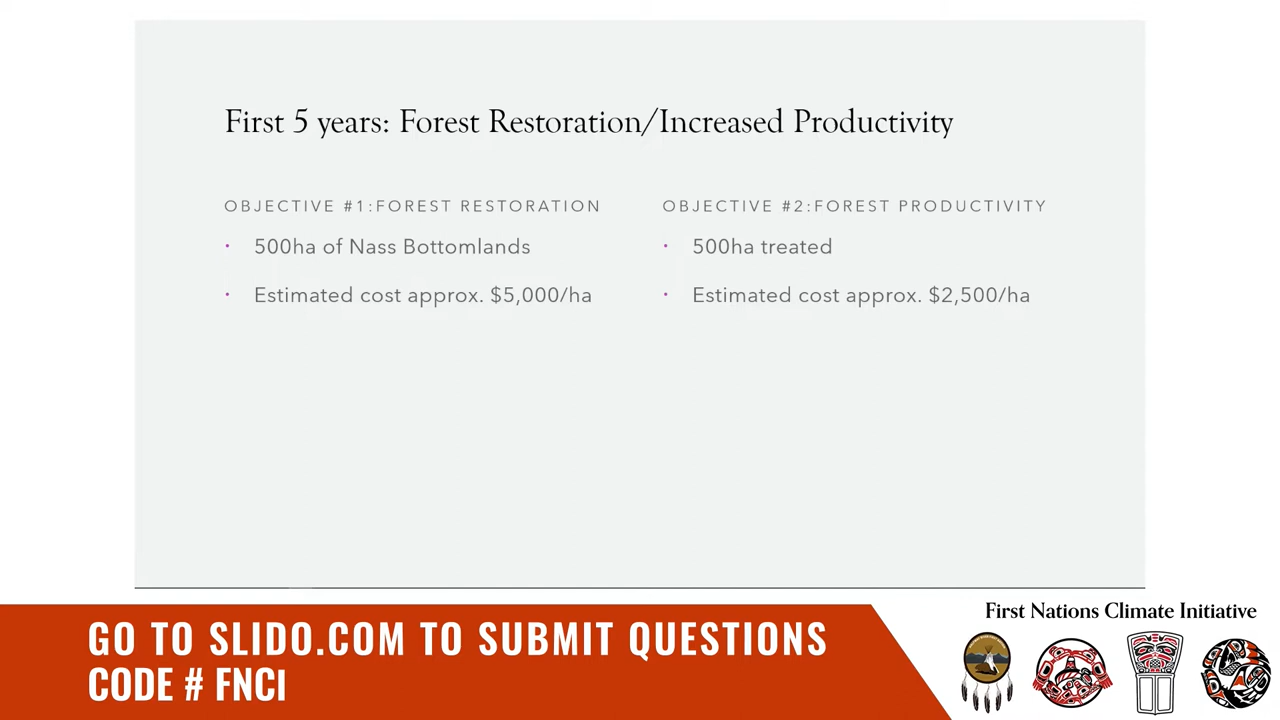 First 5 years: Forest Restoration/Increased Productivity
OBJECTIVE #1:FOREST RESTORATION
• 500ha of Nass Bottomlands
• Estimated cost approx. $5,000/ha
OBJECTIVE #2:FOREST PRODUCTIVITY
• 500ha treated
• Estimated cost approx. $2,500/ha
GO TO SLIDO.COM TO SUBMIT QUESTIONS
CODE # FNCI
First Nations Climate Initiative